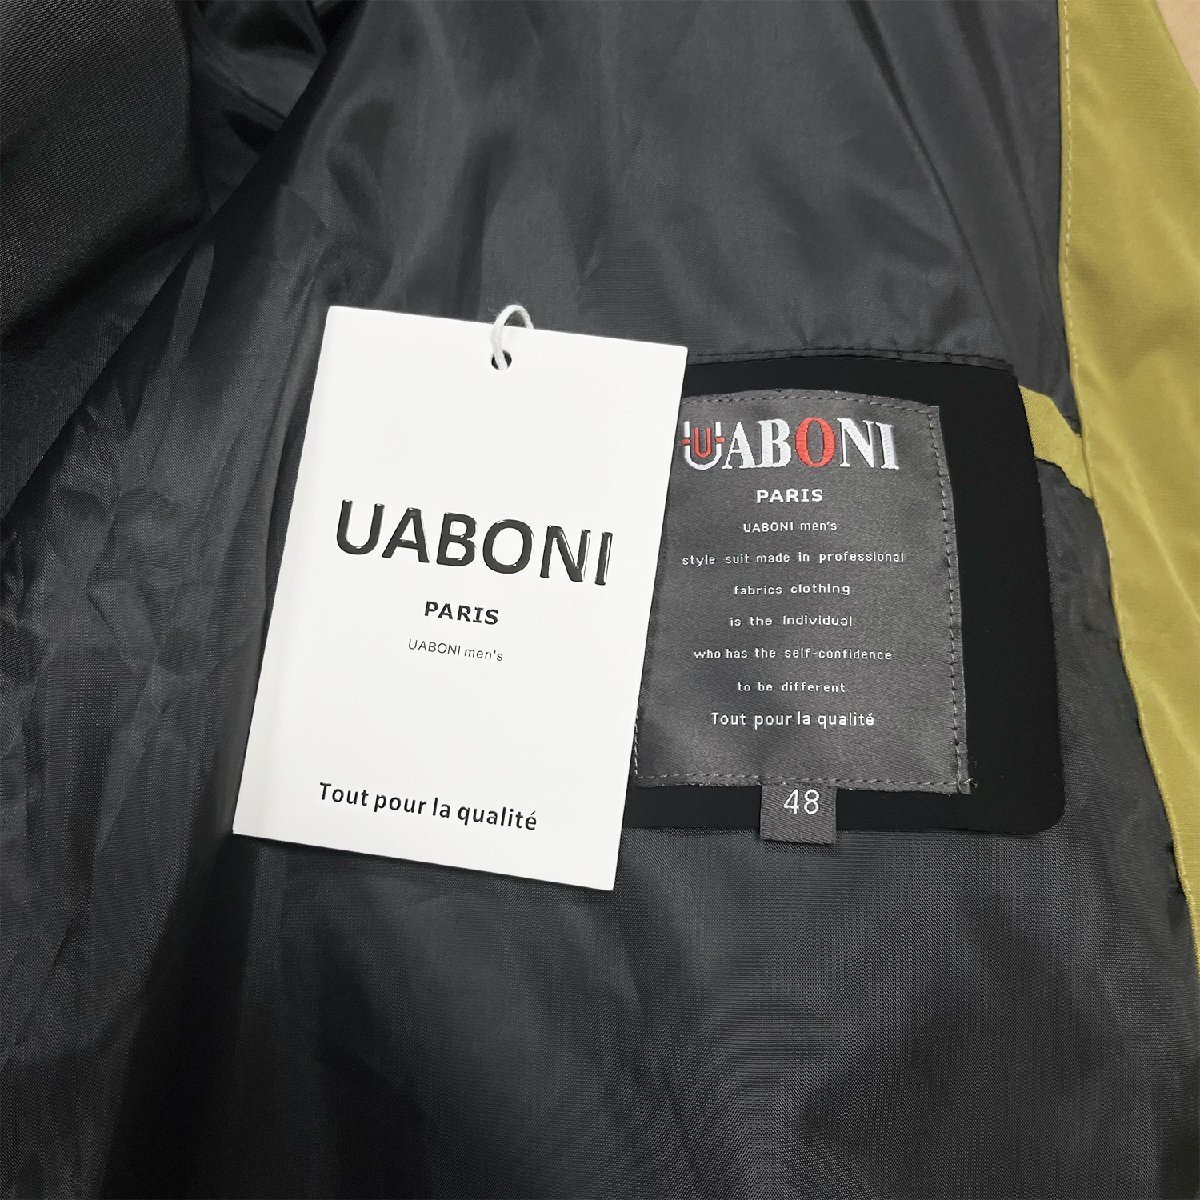 UABONI
PARIS
UABONI men's
Tout pour la qualité
UABONI
PARIS
UABONI men's
style suit made in professional
fabrics clothing
is the individual
who has the self-confidence
to be different
Tout pour la qualité
48